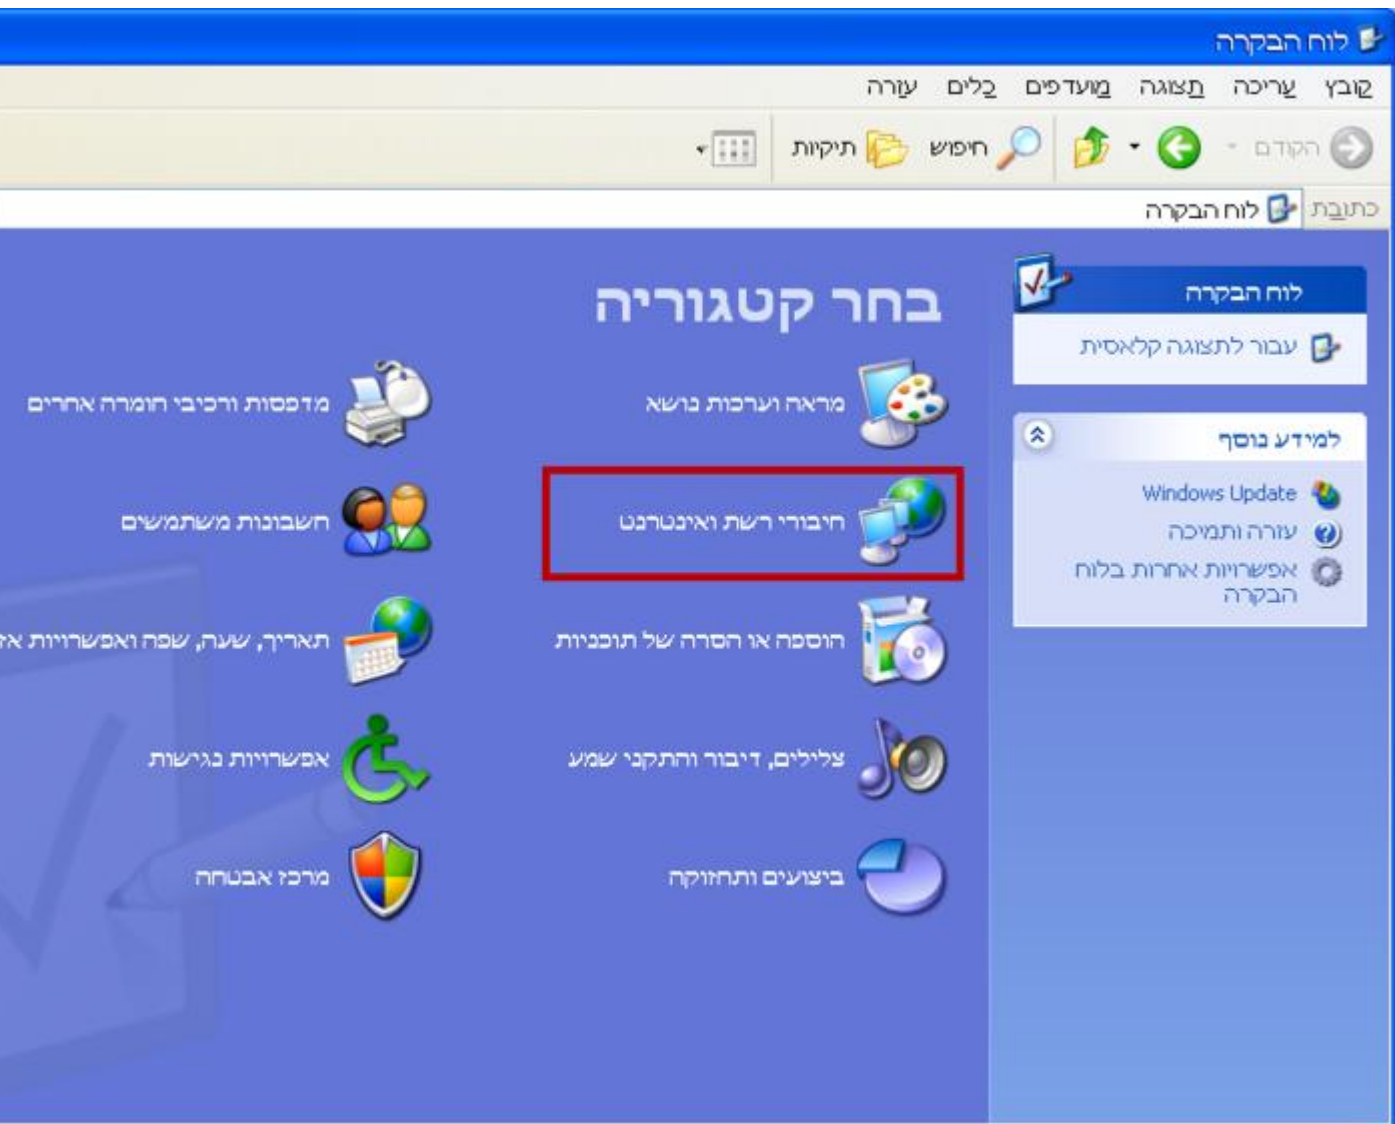 לוח הבקרה
קובץ עריכה תצוגה מועדפים כלים עזרה
הקודם חיפוש תיקיות
כתובת לוח הבקרה
לוח הבקרה
עבור לתצוגה קלאסית
למידע נוסף
Windows Update
עזרה ותמיכה
אפשרויות אחרות בלוח
הבקרה
בחר קטגוריה
מראה וערכות נושא
מדפסות ורכיבי חומרה אחרים
חיבורי רשת ואינטרנט
חשבונות משתמשים
הוספה או הסרה של תוכניות
תאריך, שעה, שפה ואפשרויות
צלילים, דיבור והתקני שמע
אפשרויות נגישות
ביצועים ותחזוקה
מרכז אבטחה